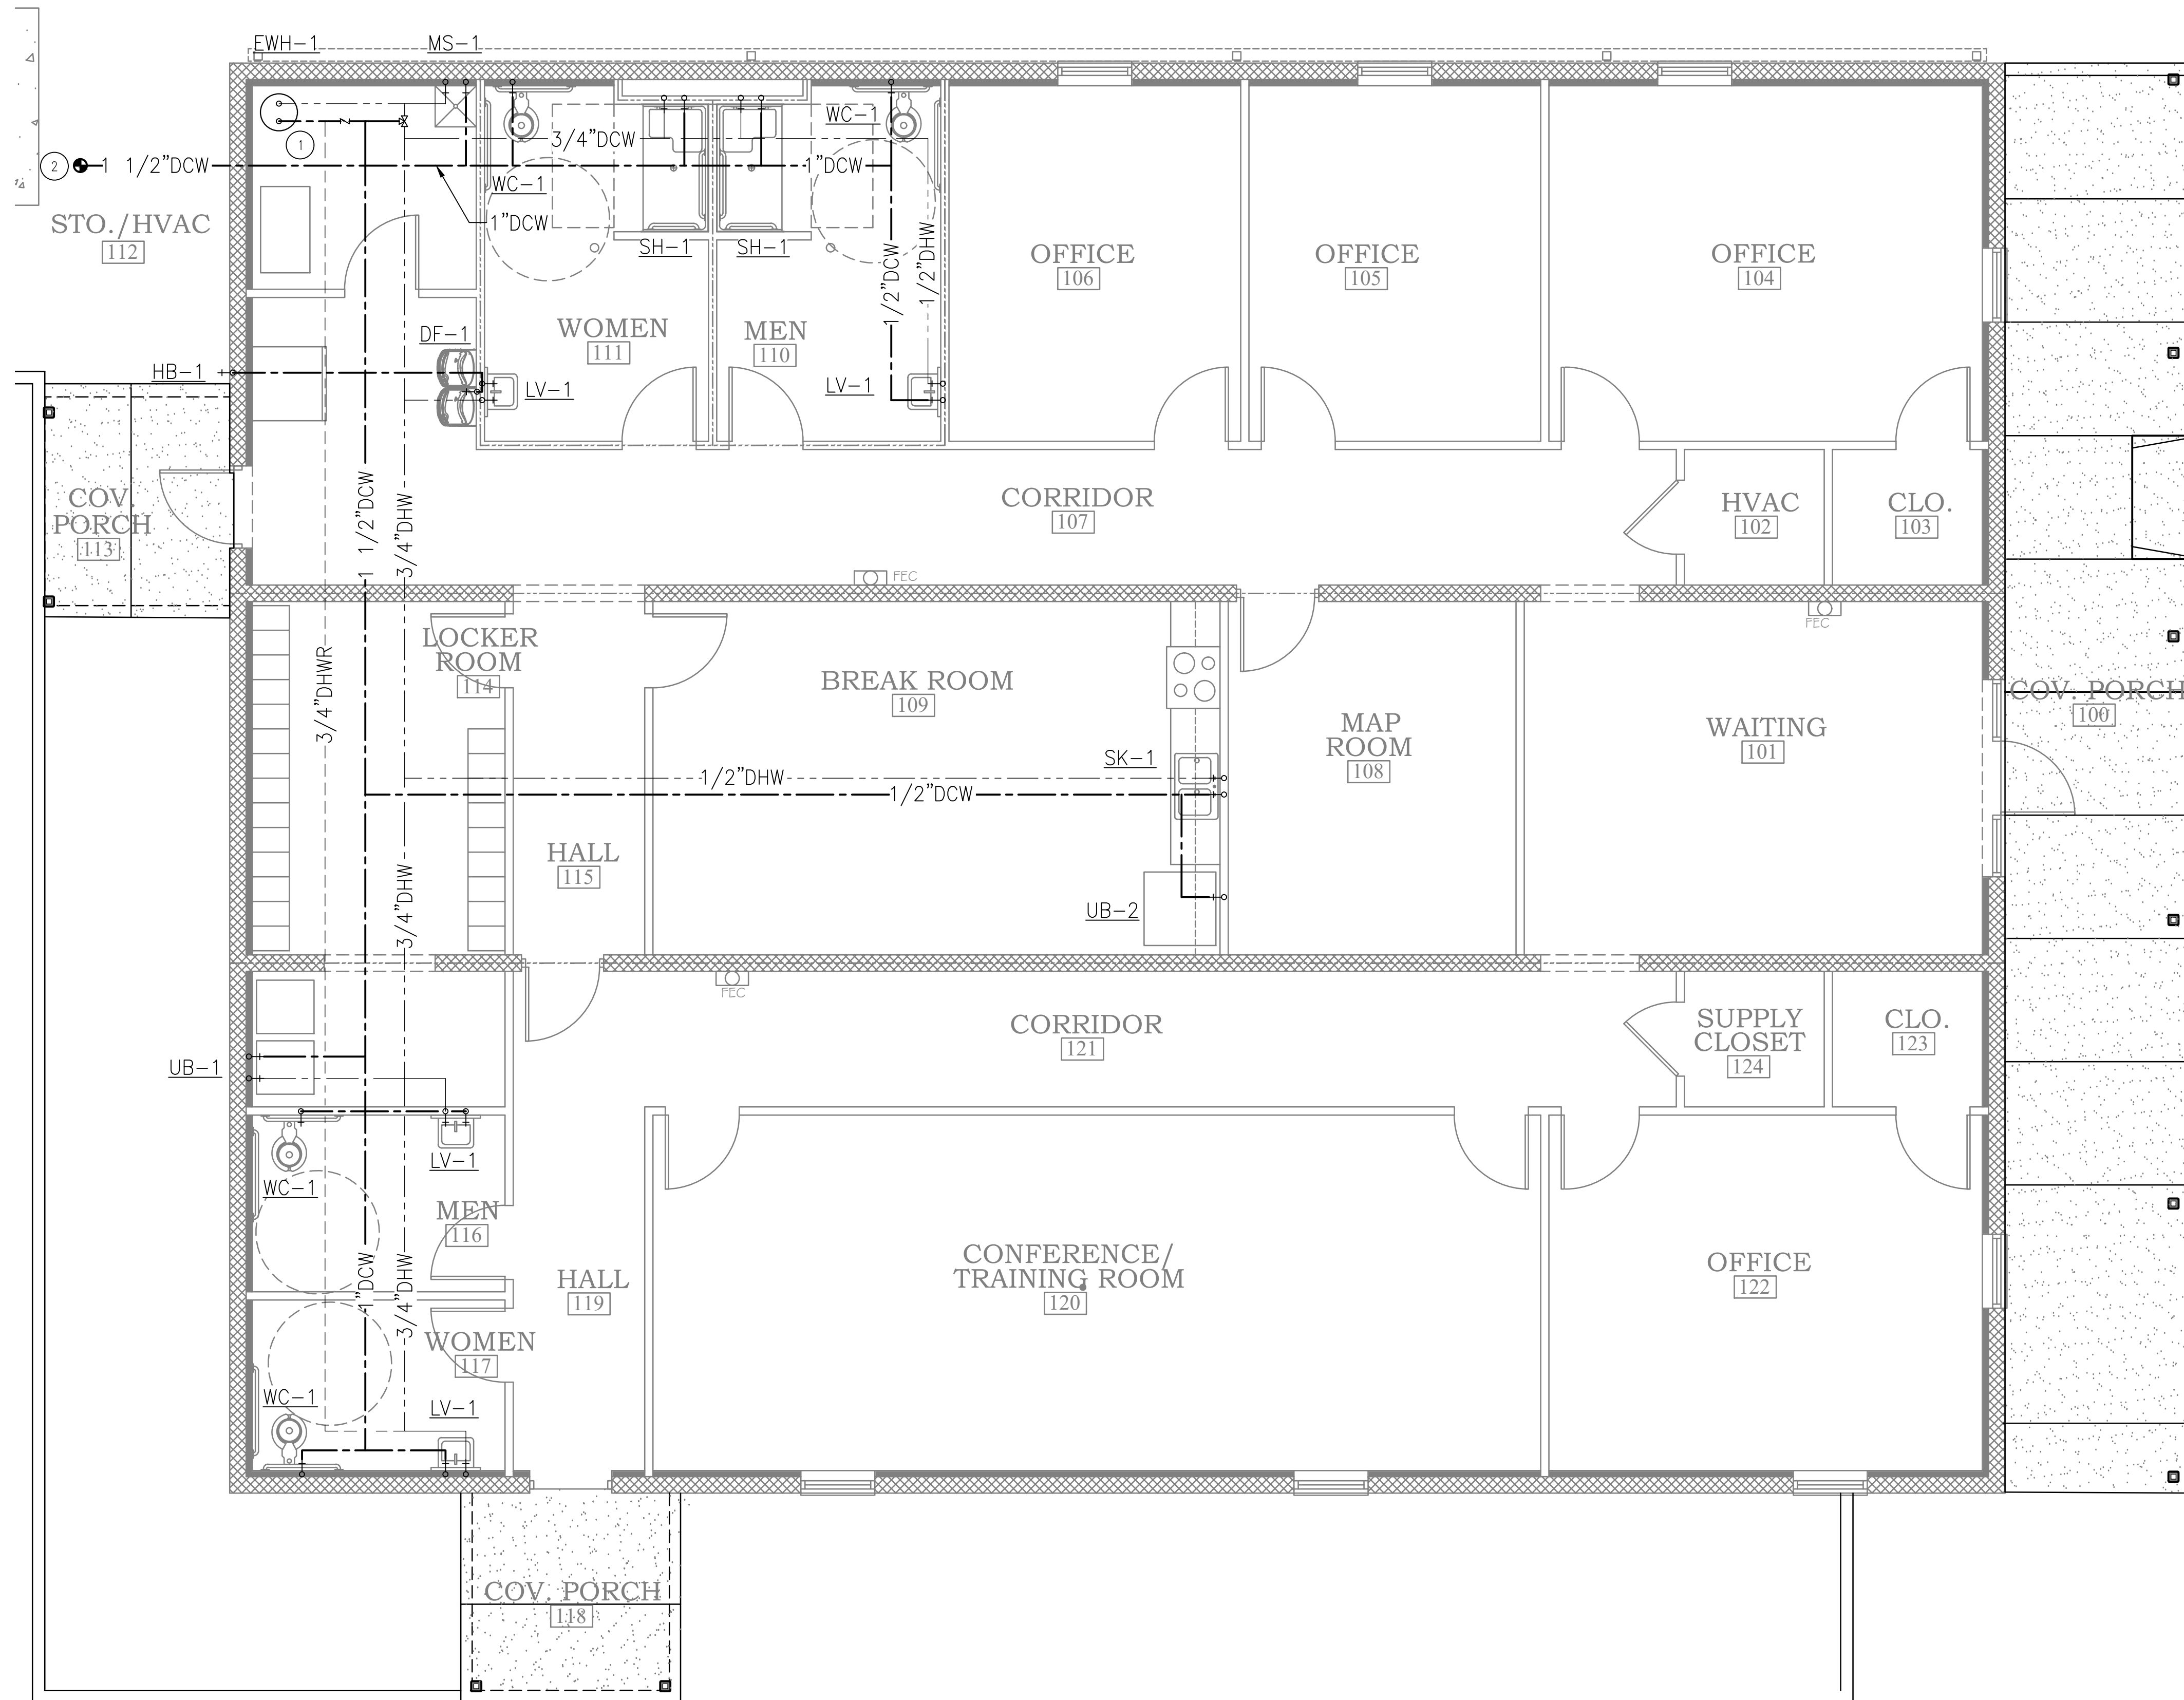 EWH-1
MS-1
1
2
1 1/2"DCW
3/4"DHW
WC-1
1"DCW
WC-1
1"DCW
STO./HVAC
112
SH-1
SH-1
1/2"DCW
1/2"DHW
OFFICE
106
OFFICE
105
OFFICE
104
WOMEN
111
MEN
110
DF-1
HB-1
LV-1
LV-1
COV.
PORCH
113
1 1/2"DCW
3/4"DHW
CORRIDOR
107
HVAC
102
CLO.
103
FEC
FEC
LOCKER
ROOM
114
3/4"DHWR
BREAK ROOM
109
MAP
ROOM
108
WAITING
101
COV. PORCH
100
SK-1
1/2"DHW
1/2"DCW
HALL
115
3/4"DHW
UB-2
FEC
CORRIDOR
121
SUPPLY
CLOSET
124
CLO.
123
UB-1
LV-1
WC-1
MEN
116
1"DCW
3/4"DHW
HALL
119
CONFERENCE/
TRAINING ROOM
120
OFFICE
122
WOMEN
117
WC-1
LV-1
COV. PORCH
118